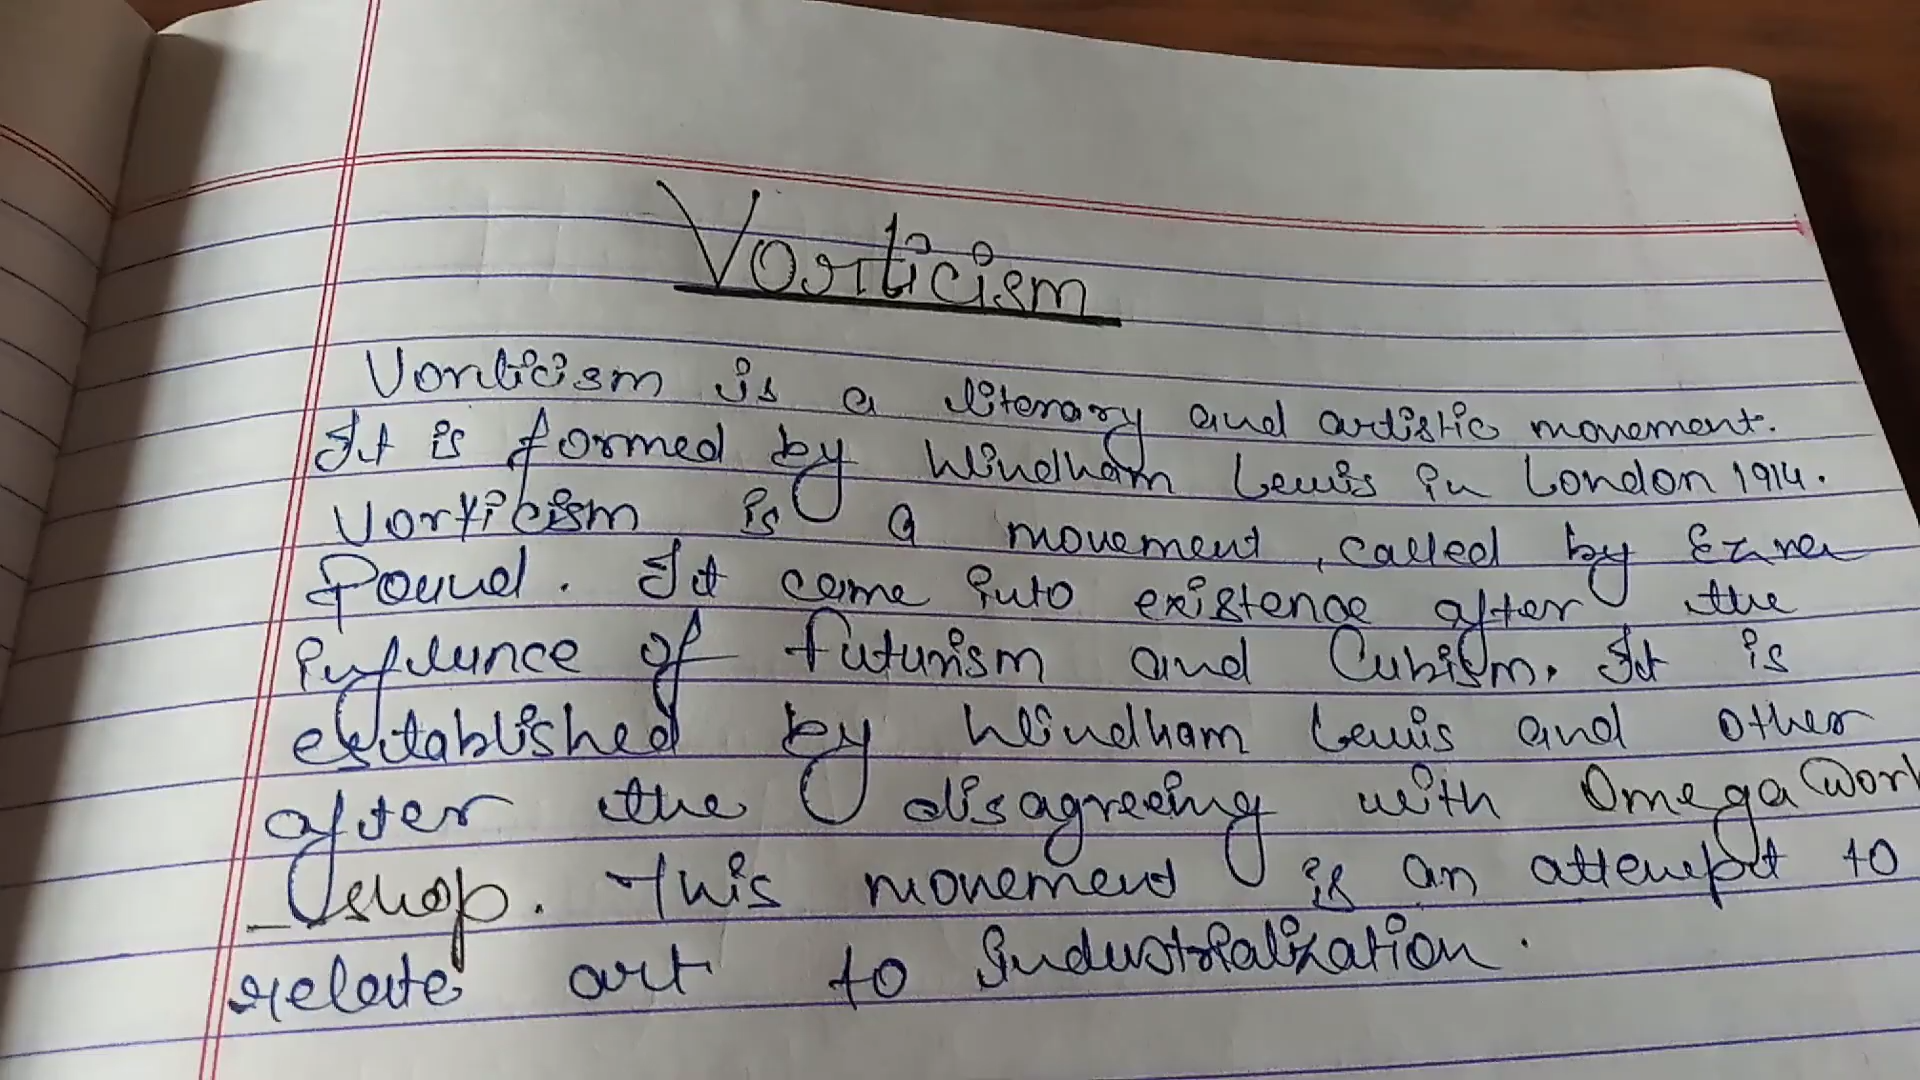 Vorticism
Vorticism is a literary and artistic movement.
It is formed by Windham Lewis in London 1914.
Vorticism is a movement, called by Ezra
Pound. It came into existence after the
influnce of futurism and Cubism. It is
established by Windham Lewis and other
after the disagreeing with Omega Work
_shop. This movement is an attempt to
relate art to Industrialization.